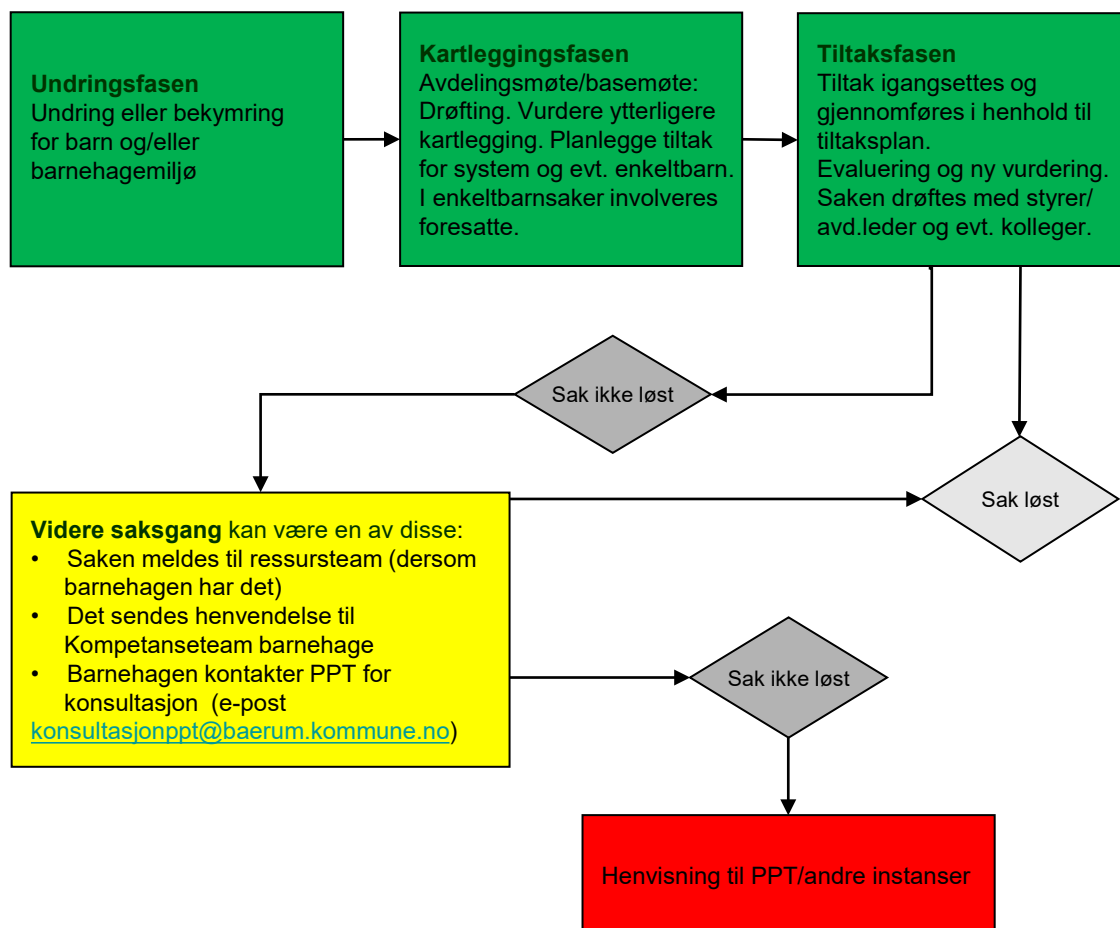 Undringsfasen
Undring eller bekymring
for barn og/eller
barnehagemiljø
Kartleggingsfasen
Avdelingsmøte/basemøte:
Drøfting. Vurdere ytterligere
kartlegging. Planlegge tiltak
for system og evt. enkeltbarn.
I enkeltbarnsaker involveres
foresatte.
Tiltaksfasen
Tiltak igangsettes og
gjennomføres i henhold til
tiltaksplan.
Evaluering og ny vurdering.
Saken drøftes med styrer/
avd.leder og evt. kolleger.
Sak ikke løst
Sak løst
Videre saksgang kan være en av disse:
• Saken meldes til ressursteam (dersom
barnehagen har det)
• Det sendes henvendelse til
Kompetanseteam barnehage
• Barnehagen kontakter PPT for
konsultasjon (e-post
konsultasjonppt@baerum.kommune.no)
Sak ikke løst
Henvisning til PPT/andre instanser